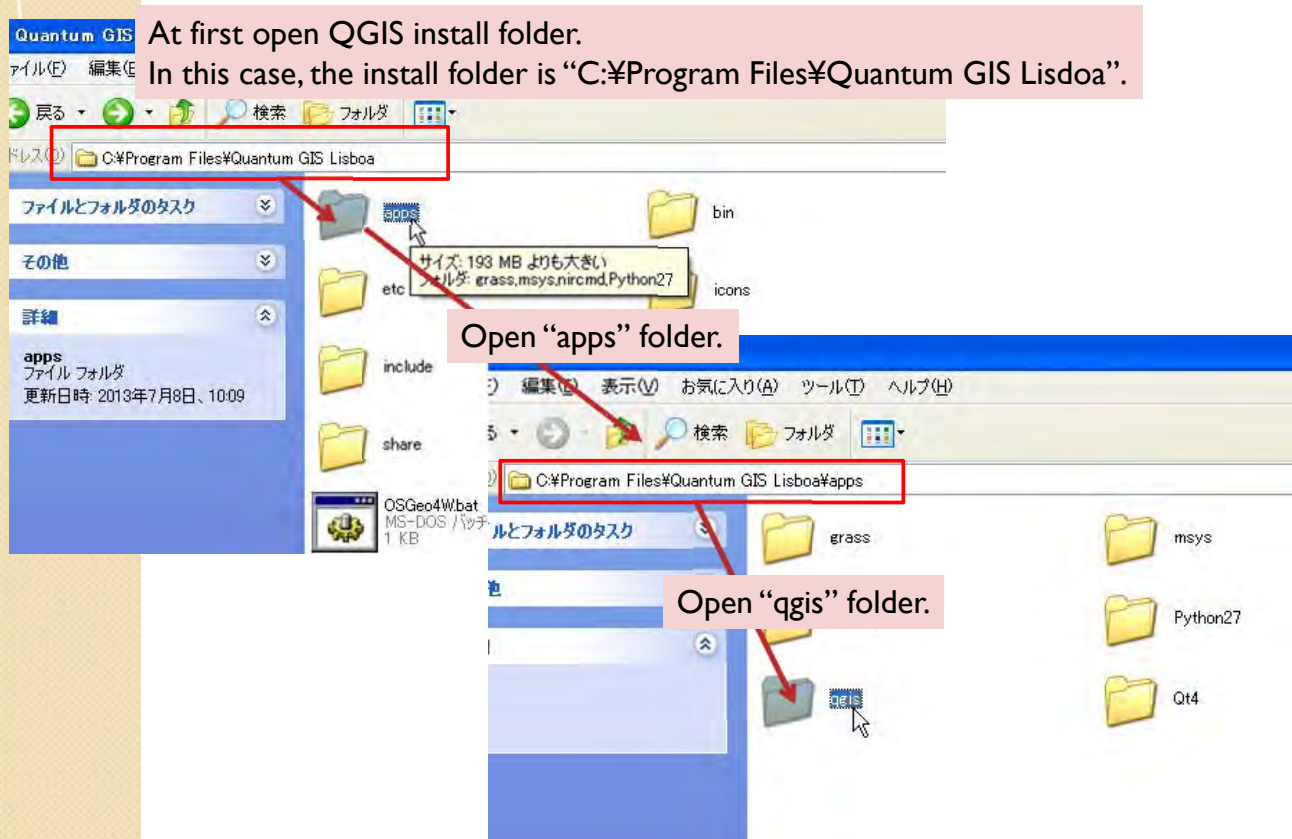 At first open QGIS install folder.
In this case, the install folder is “C:¥Program Files¥Quantum GIS Lisdoa”.
Quantum GIS
ァイル(F) 編集(E
戻る 検索 フォルダ
ドレス(D) C:¥Program Files¥Quantum GIS Lisboa
ファイルとフォルダのタスク
その他
詳細
apps
ファイル フォルダ
更新日時: 2013年7月8日、10:09
apps
bin
サイズ: 193 MB よりも大きい
フォルダ: grass,msys,nircmd,Python27
etc
icons
include
share
OSGeo4W.bat
MS-DOS バッチ
1 KB
Open “apps” folder.
編集(E) 表示(V) お気に入り(A) ツール(T) ヘルプ(H)
る 検索 フォルダ
C:¥Program Files¥Quantum GIS Lisboa¥apps
ルとフォルダのタスク
他
grass
msys
Open “qgis” folder.
Python27
qgis
Qt4